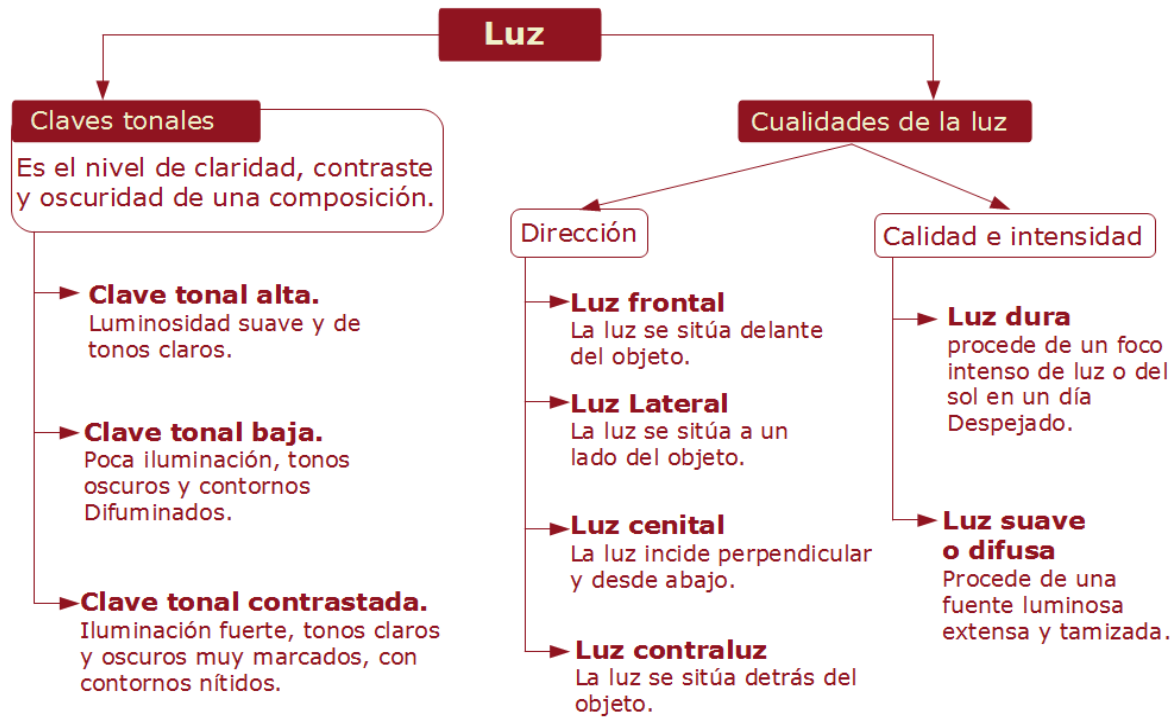 Luz
Claves tonales
Es el nivel de claridad, contraste
y oscuridad de una composición.
Clave tonal alta.
Luminosidad suave y de
tonos claros.
Clave tonal baja.
Poca iluminación, tonos
oscuros y contornos
Difuminados.
Clave tonal contrastada.
Iluminación fuerte, tonos claros
y oscuros muy marcados, con
contornos nítidos.
Cualidades de la luz
Dirección
Luz frontal
La luz se sitúa delante
del objeto.
Luz Lateral
La luz se sitúa a un
lado del objeto.
Luz cenital
La luz incide perpendicular
y desde abajo.
Luz contraluz
La luz se sitúa detrás del
objeto.
Calidad e intensidad
Luz dura
procede de un foco
intenso de luz o del
sol en un día
Despejado.
Luz suave
o difusa
Procede de una
fuente luminosa
extensa y tamizada.